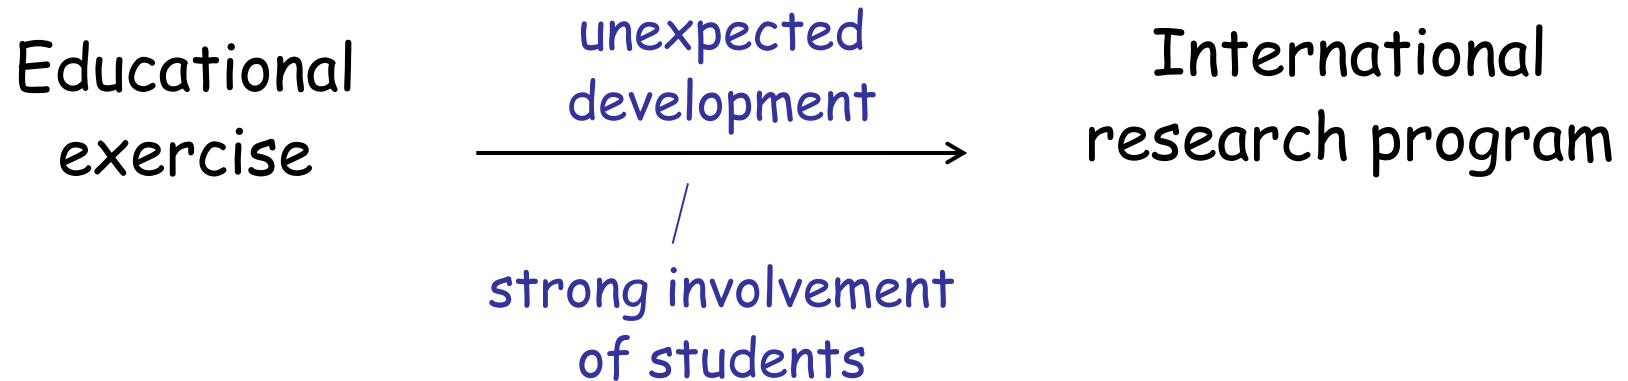 Educational
exercise
unexpected
development
strong involvement
of students
International
research program